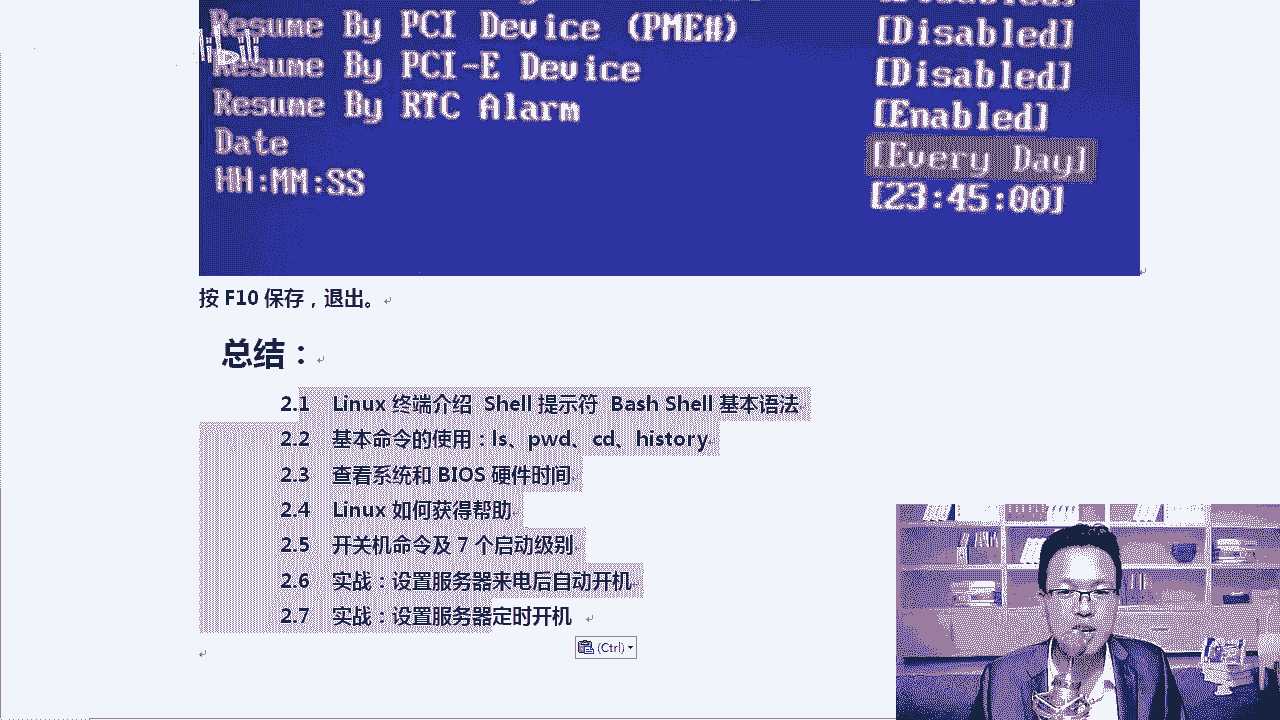 Resume By PCI Device (PME#) [Disabled]
Resume By PCI-E Device [Disabled]
Resume By RTC Alarm [Enabled]
Date [Every Day]
HH:MM:SS [23:45:00]
按 F10 保存，退出。
总结：
2.1 Linux 终端介绍 Shell 提示符 Bash Shell 基本语法
2.2 基本命令的使用：ls、pwd、cd、history
2.3 查看系统和 BIOS 硬件时间
2.4 Linux 如何获得帮助
2.5 开关机命令及 7 个启动级别
2.6 实战：设置服务器来电后自动开机
2.7 实战：设置服务器定时开机
(Ctrl)